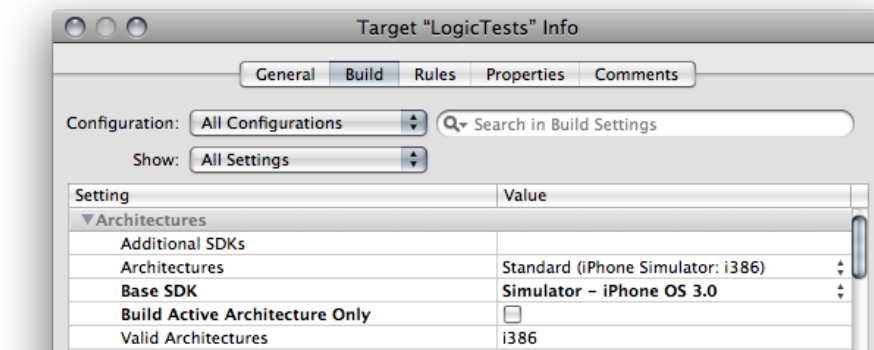 Target “LogicTests” Info
General Build Rules Properties Comments
Configuration: All Configurations Search in Build Settings
Show: All Settings
Setting Value
Architectures
Additional SDKs
Architectures Standard (iPhone Simulator: i386)
Base SDK Simulator – iPhone OS 3.0
Build Active Architecture Only
Valid Architectures i386